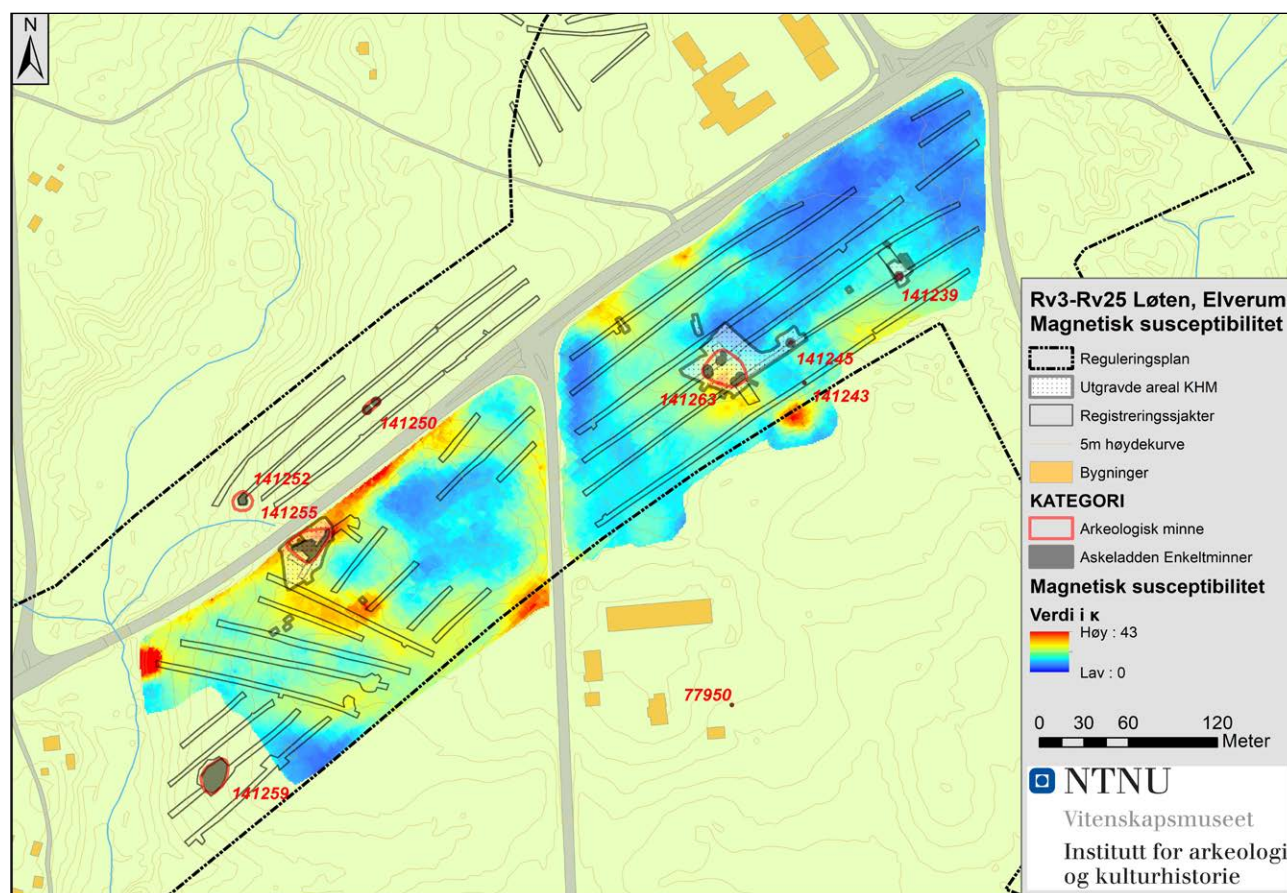 N
141239
141245
141263
141243
141250
141252
141255
77950
141259
Rv3-Rv25 Løten, Elverum
Magnetisk susceptibilitet
Reguleringsplan
Utgravde areal KHM
Registreringssjakter
5m høydekurve
Bygninger
KATEGORI
Arkeologisk minne
Askeladden Enkeltminner
Magnetisk susceptibilitet
Verdi i κ
Høy : 43
Lav : 0
0 30 60 120
Meter
NTNU
Vitenskapsmuseet
Institutt for arkeologi
og kulturhistorie